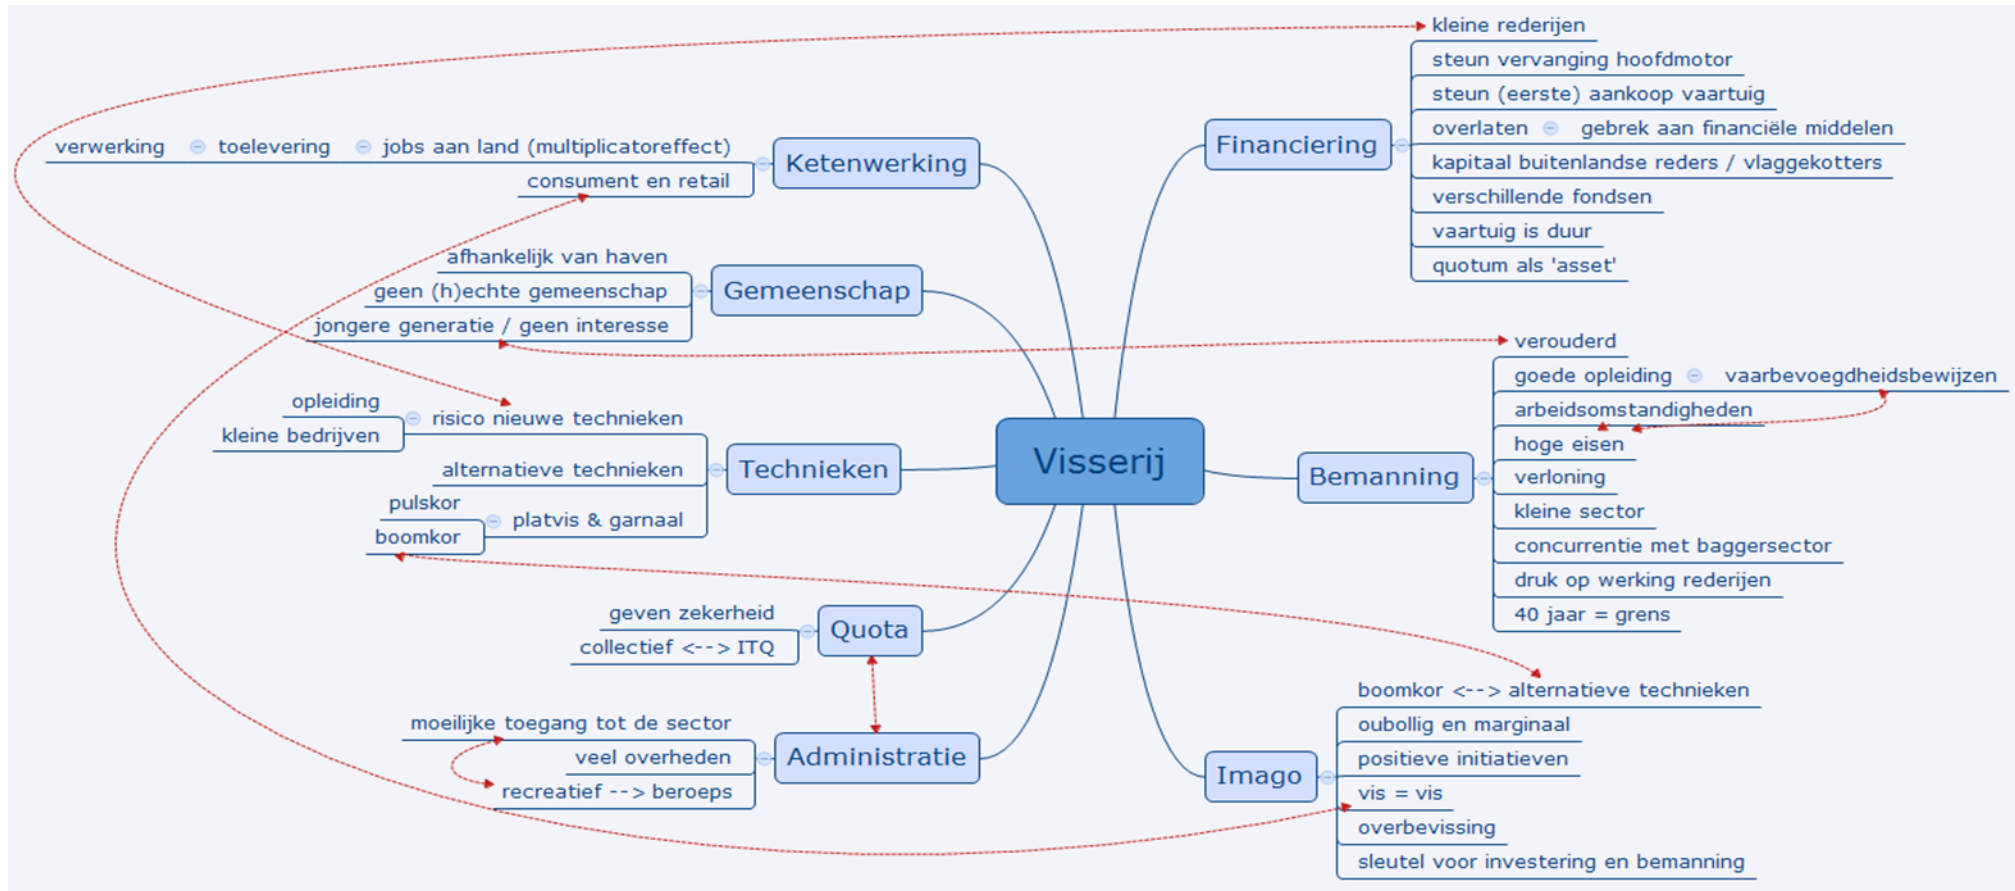 Visserij
Financiering
kleine rederijen
steun vervanging hoofdmotor
steun (eerste) aankoop vaartuig
overlaten
gebrek aan financiële middelen
kapitaal buitenlandse reders / vlaggekotters
verschillende fondsen
vaartuig is duur
quotum als 'asset'
Bemanning
verouderd
goede opleiding
vaarbevoegdheidsbewijzen
arbeidsomstandigheden
hoge eisen
verloning
kleine sector
concurrentie met baggersector
druk op werking rederijen
40 jaar = grens
Imago
boomkor <--> alternatieve technieken
oubollig en marginaal
positieve initiatieven
vis = vis
overbevissing
sleutel voor investering en bemanning
Ketenwerking
jobs aan land (multiplicatoreffect)
toelevering
verwerking
consument en retail
Gemeenschap
afhankelijk van haven
geen (h)echte gemeenschap
jongere generatie / geen interesse
Technieken
risico nieuwe technieken
opleiding
kleine bedrijven
alternatieve technieken
platvis & garnaal
pulskor
boomkor
Quota
geven zekerheid
collectief <--> ITQ
Administratie
moeilijke toegang tot de sector
veel overheden
recreatief --> beroeps